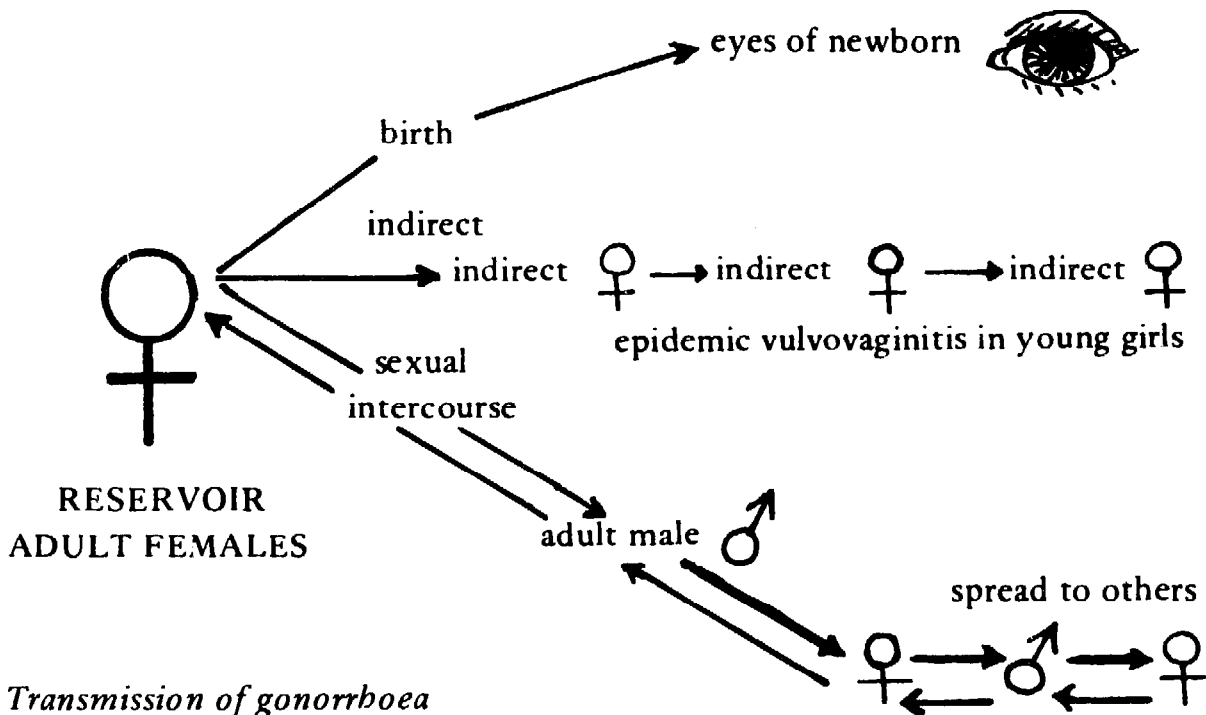 eyes of newborn
birth
indirect
indirect indirect indirect
epidemic vulvovaginitis in young girls
sexual
intercourse
RESERVOIR
ADULT FEMALES
adult male
spread to others
Transmission of gonorrhoea